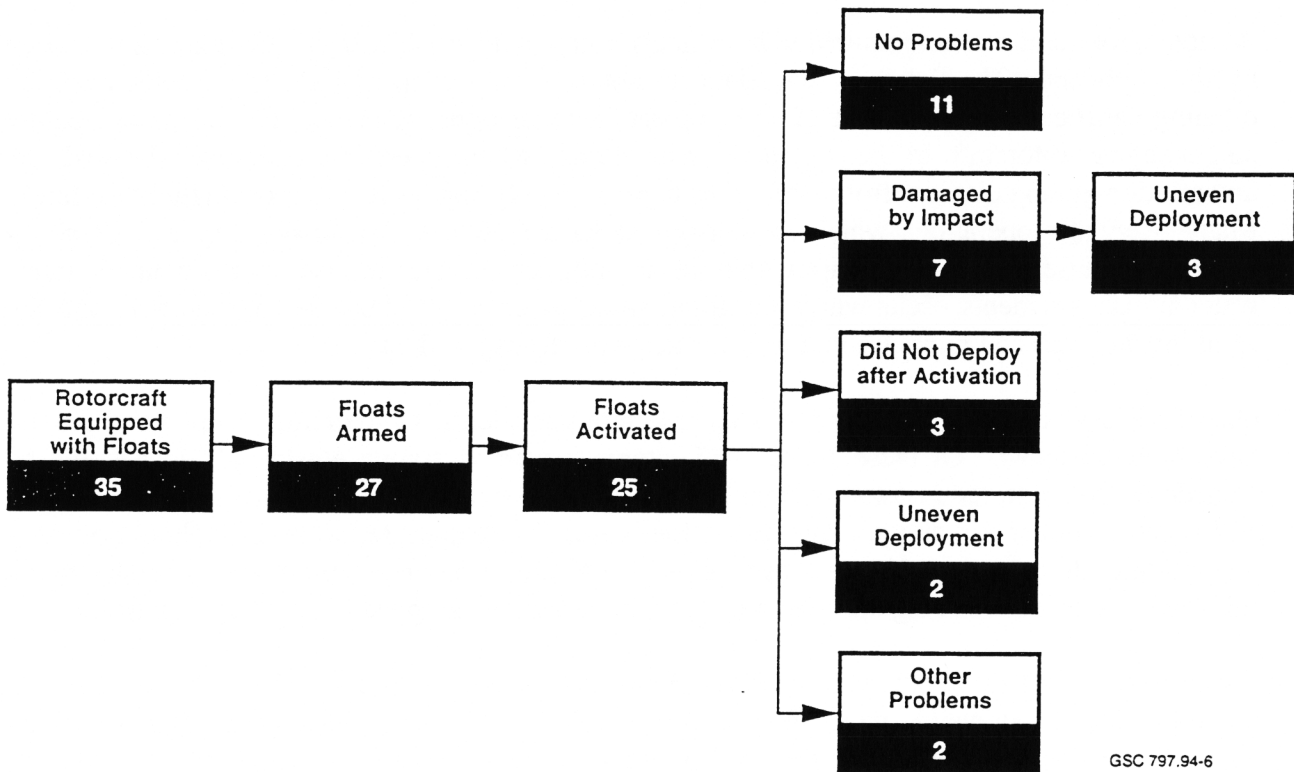 No Problems
11
Damaged
by Impact
7
Uneven
Deployment
3
Did Not Deploy
after Activation
3
Rotorcraft
Equipped
with Floats
35
Floats
Armed
27
Floats
Activated
25
Uneven
Deployment
2
Other
Problems
2
GSC 797.94-6